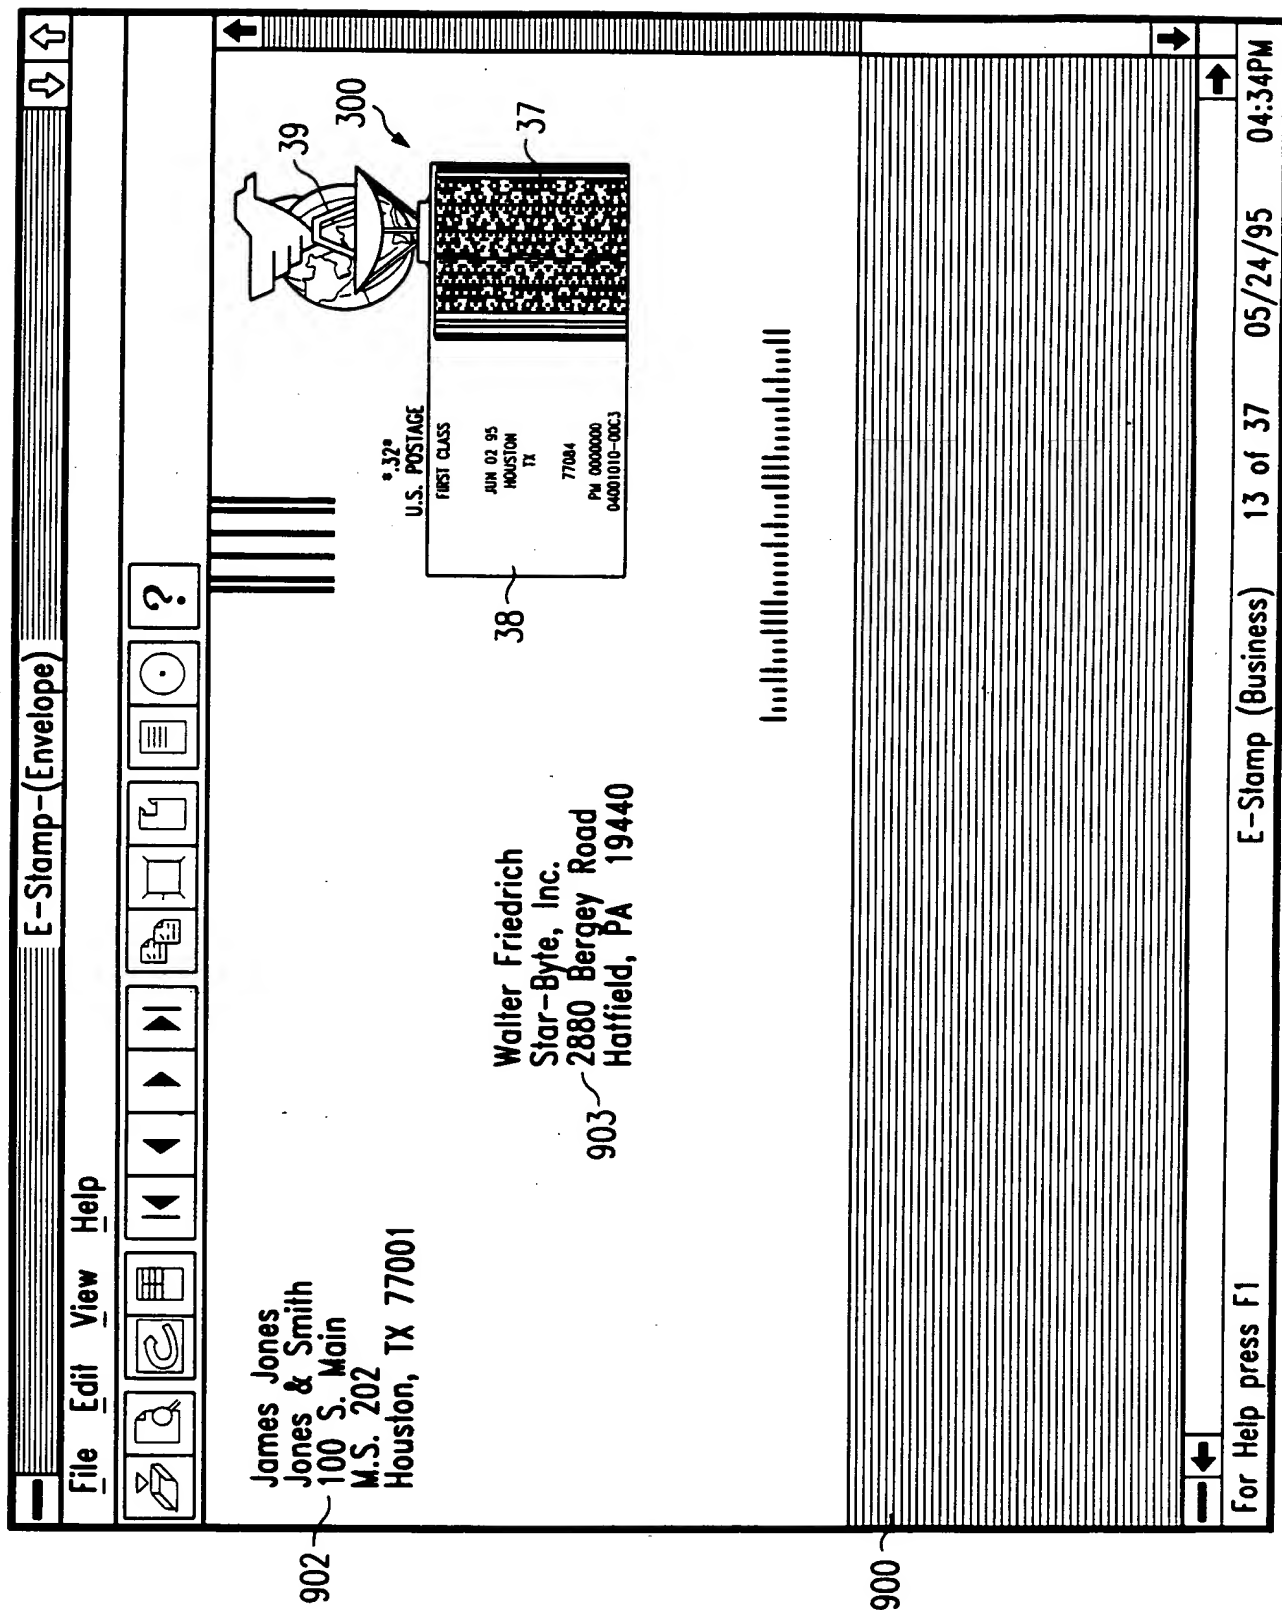 E-Stamp-(Envelope)
File Edit View Help
?
902
James Jones
Jones & Smith
100 S. Main
M.S. 202
Houston, TX 77001
39
300
37
.32
U.S. POSTAGE
FIRST CLASS
JUN 02 95
HOUSTON
TX
77084
PM 0000000
04001010-00C3
38
Walter Friedrich
Star-Byte, Inc.
2880 Bergey Road
Hatfield, PA 19440
903
900
For Help press F1 E-Stamp (Business) 13 of 37 05/24/95 04:34PM